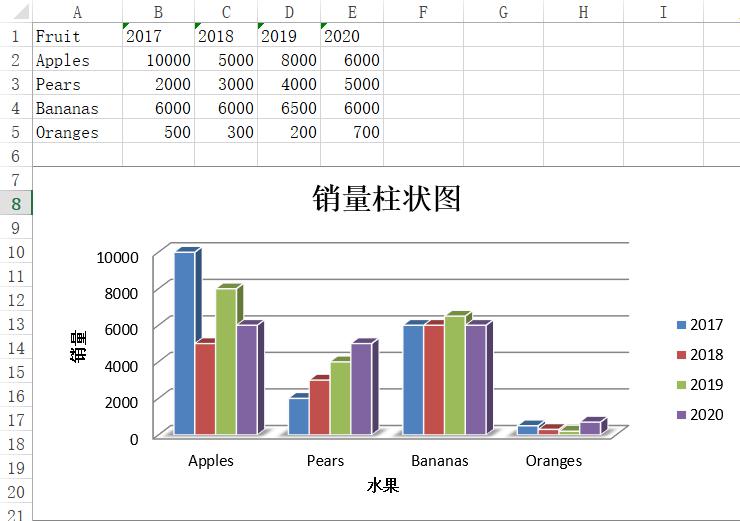 A B C D E F G H I
1 Fruit 2017 2018 2019 2020
2 Apples 10000 5000 8000 6000
3 Pears 2000 3000 4000 5000
4 Bananas 6000 6000 6500 6000
5 Oranges 500 300 200 700
6
7
8
9
10
11
12
13
14
15
16
17
18
19
20
21
销量柱状图
销量
10000
8000
6000
4000
2000
0
Apples Pears Bananas Oranges
水果
2017
2018
2019
2020